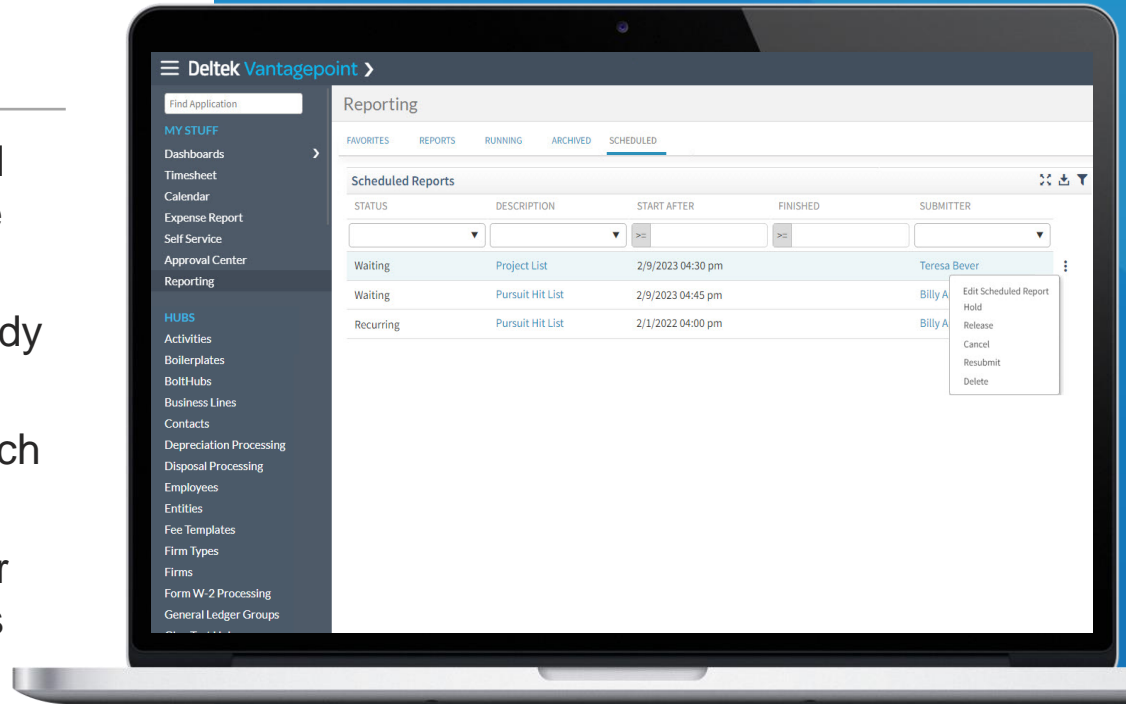 Deltek Vantagepoint
Find Application
MY STUFF
Dashboards
Timesheet
Calendar
Expense Report
Self Service
Approval Center
Reporting
HUBS
Activities
Boilerplates
BoltHubs
Business Lines
Contacts
Depreciation Processing
Disposal Processing
Employees
Entities
Fee Templates
Firm Types
Firms
Form W-2 Processing
General Ledger Groups
Reporting
FAVORITES REPORTS RUNNING ARCHIVED SCHEDULED
Scheduled Reports
STATUS DESCRIPTION START AFTER FINISHED SUBMITTER
>= >=
Waiting Project List 2/9/2023 04:30 pm Teresa Bever
Waiting Pursuit Hit List 2/9/2023 04:45 pm Billy A
Recurring Pursuit Hit List 2/1/2022 04:00 pm Billy A
Edit Scheduled Report
Hold
Release
Cancel
Resubmit
Delete